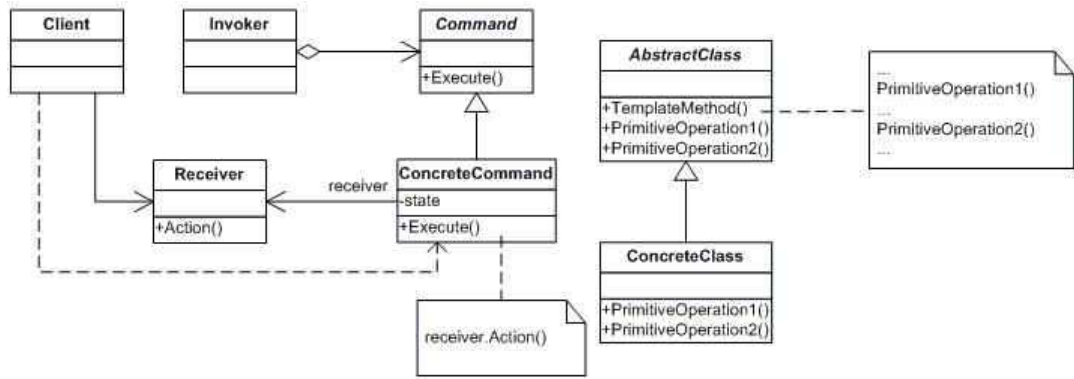 Client
Invoker
Command
+Execute()
Receiver
+Action()
receiver
ConcreteCommand
-state
+Execute()
receiver.Action()
AbstractClass
+TemplateMethod()
+PrimitiveOperation1()
+PrimitiveOperation2()
...
PrimitiveOperation1()
...
PrimitiveOperation2()
...
ConcreteClass
+PrimitiveOperation1()
+PrimitiveOperation2()